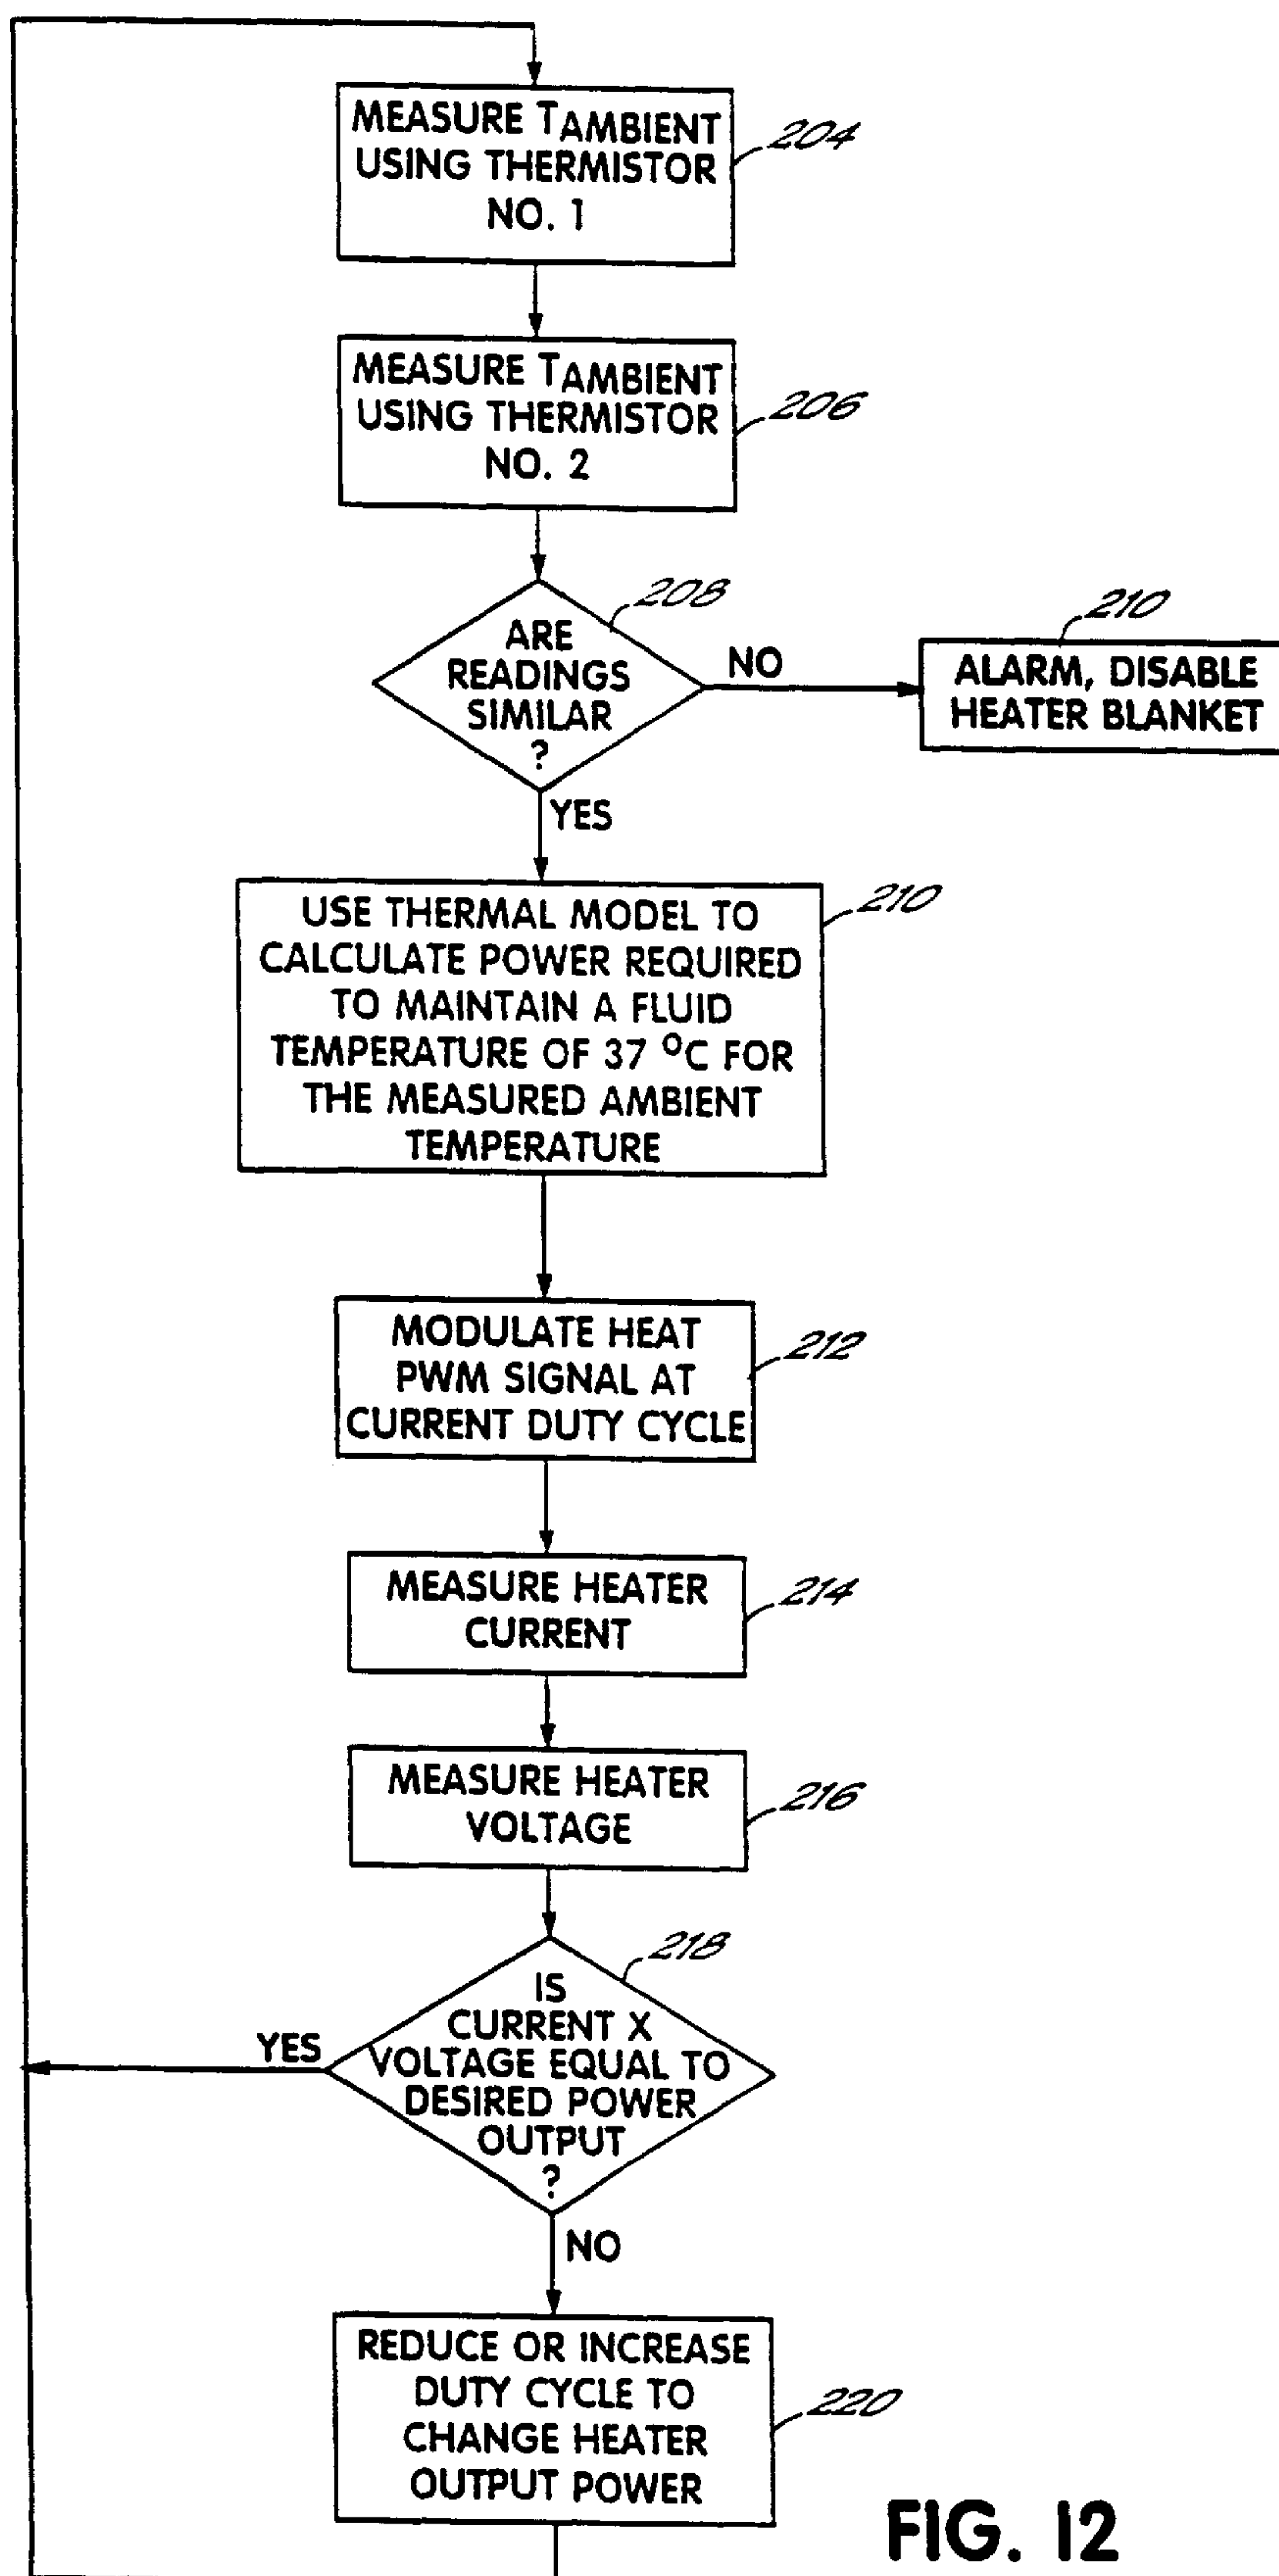 MEASURE TAMBIENT
USING THERMISTOR
NO. 1
204
MEASURE TAMBIENT
USING THERMISTOR
NO. 2
206
208
ARE
READINGS
SIMILAR
?
NO
210
ALARM, DISABLE
HEATER BLANKET
YES
USE THERMAL MODEL TO
CALCULATE POWER REQUIRED
TO MAINTAIN A FLUID
TEMPERATURE OF 37 °C FOR
THE MEASURED AMBIENT
TEMPERATURE
210
MODULATE HEAT
PWM SIGNAL AT
CURRENT DUTY CYCLE
212
MEASURE HEATER
CURRENT
214
MEASURE HEATER
VOLTAGE
216
218
IS
CURRENT X
VOLTAGE EQUAL TO
DESIRED POWER
OUTPUT
?
YES
NO
REDUCE OR INCREASE
DUTY CYCLE TO
CHANGE HEATER
OUTPUT POWER
220
FIG. 12